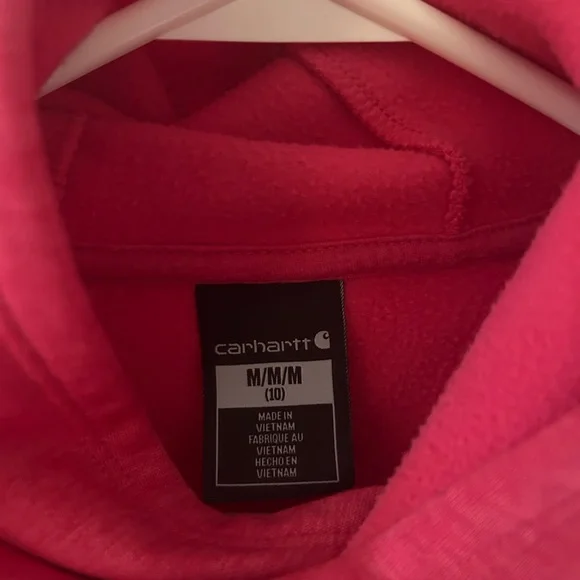 carhartt
M/M/M
(10)
MADE IN
VIETNAM
FABRIQUE AU
VIETNAM
HECHO EN
VIETNAM